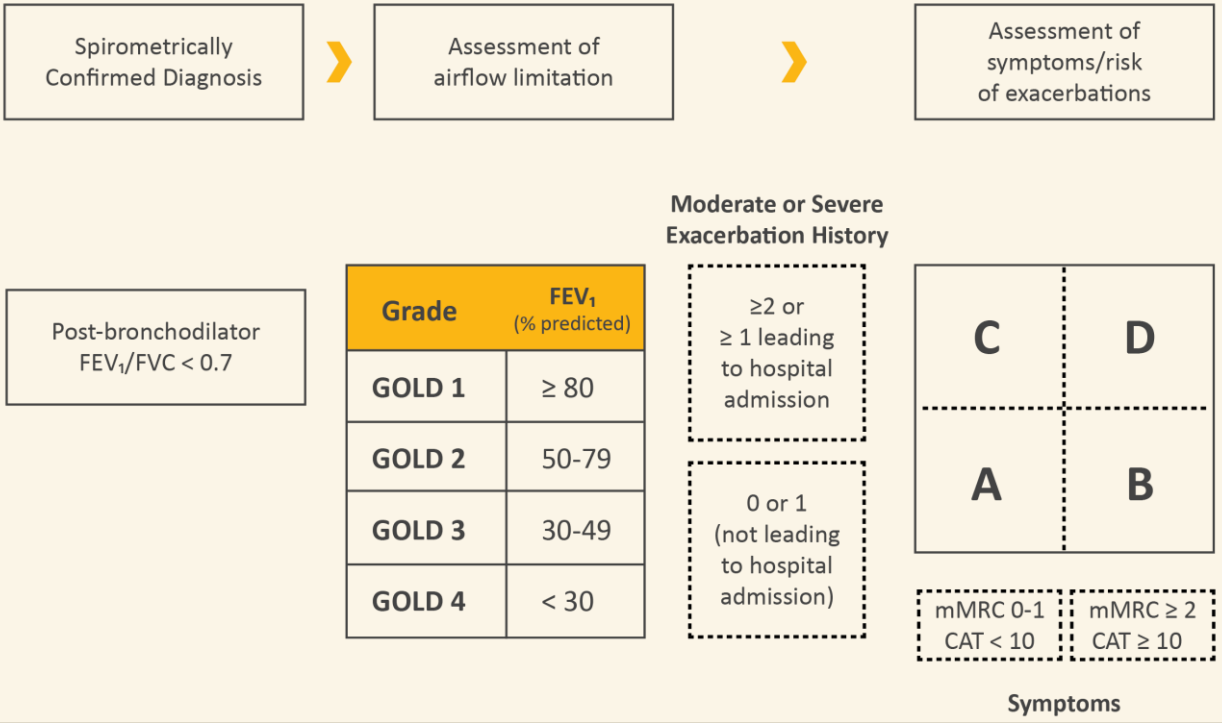 Spirometrically
Confirmed Diagnosis
Assessment of
airflow limitation
Assessment of
symptoms/risk
of exacerbations
Post-bronchodilator
FEV₁/FVC < 0.7
Grade
FEV₁
(% predicted)
GOLD 1
≥ 80
GOLD 2
50-79
GOLD 3
30-49
GOLD 4
< 30
Moderate or Severe
Exacerbation History
≥2 or
≥ 1 leading
to hospital
admission
0 or 1
(not leading
to hospital
admission)
C
D
A
B
mMRC 0-1
CAT < 10
mMRC ≥ 2
CAT ≥ 10
Symptoms